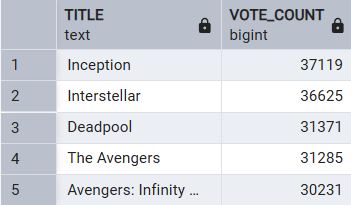 TITLE VOTE_COUNT
text bigint
1 Inception 37119
2 Interstellar 36625
3 Deadpool 31371
4 The Avengers 31285
5 Avengers: Infinity ... 30231